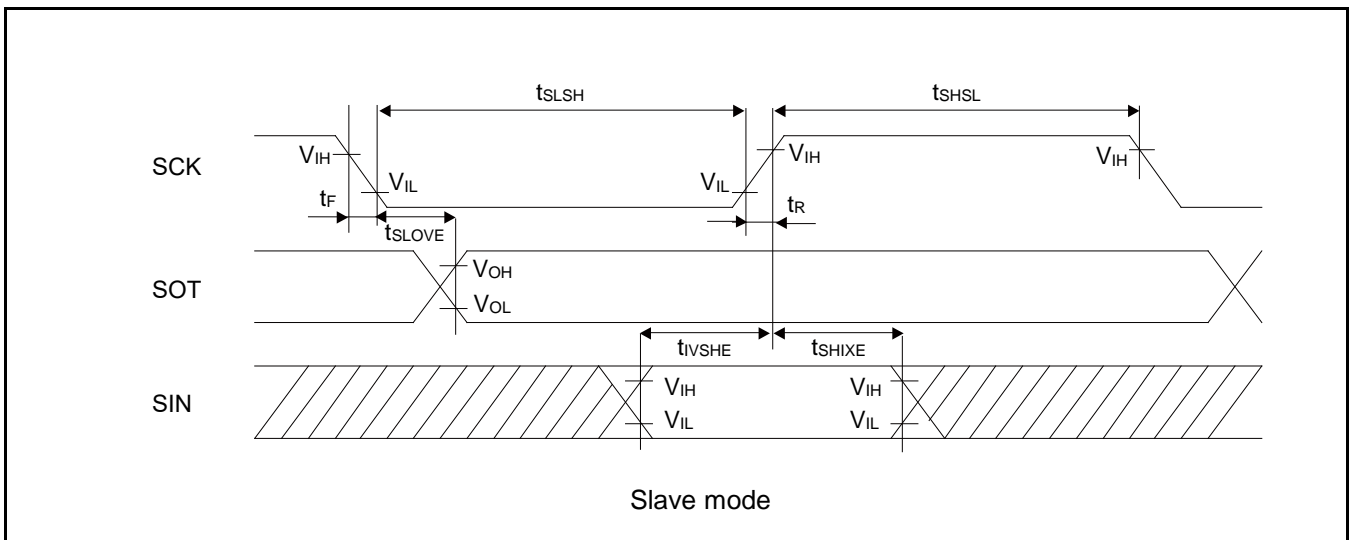 tSLSH
tSHSL
SCK
VIH
VIL
VIL
VIH
VIH
tF
tR
tSLOVE
SOT
VOH
VOL
tIVSHE
tSHIXE
SIN
VIH
VIH
VIL
VIL
Slave mode